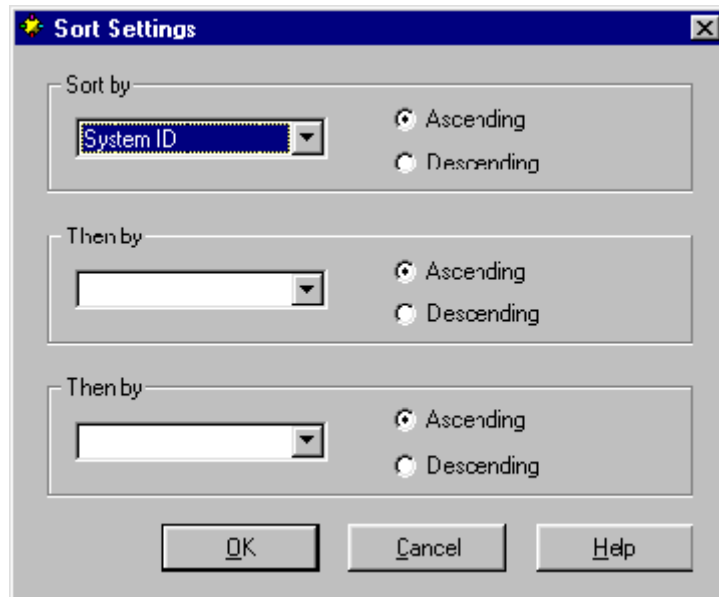 Sort Settings
Sort by
System ID
Ascending
Descending
Then by
Ascending
Descending
Then by
Ascending
Descending
OK
Cancel
Help